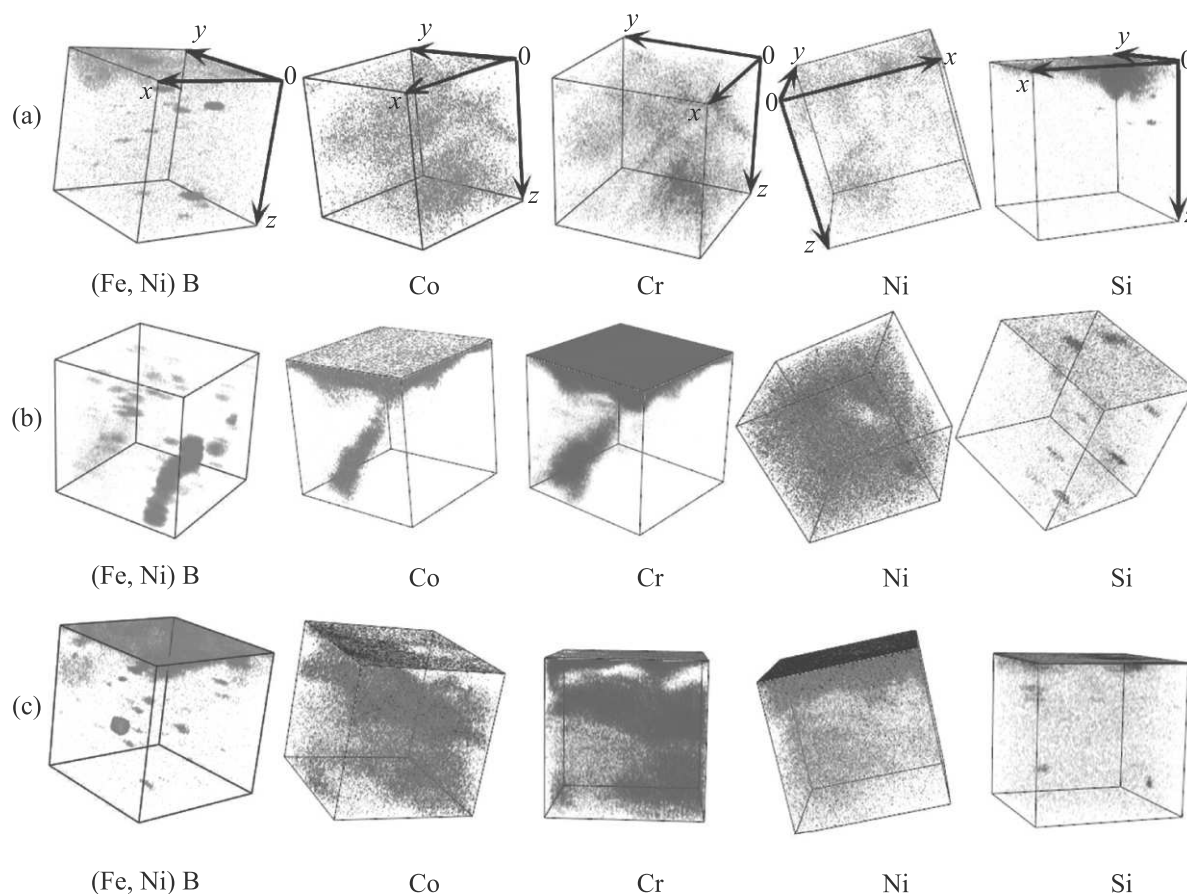 y 0 x z y 0 x z y 0 x z y x 0 z y 0 x z
(a)
(Fe, Ni) B Co Cr Ni Si
(b)
(Fe, Ni) B Co Cr Ni Si
(c)
(Fe, Ni) B Co Cr Ni Si